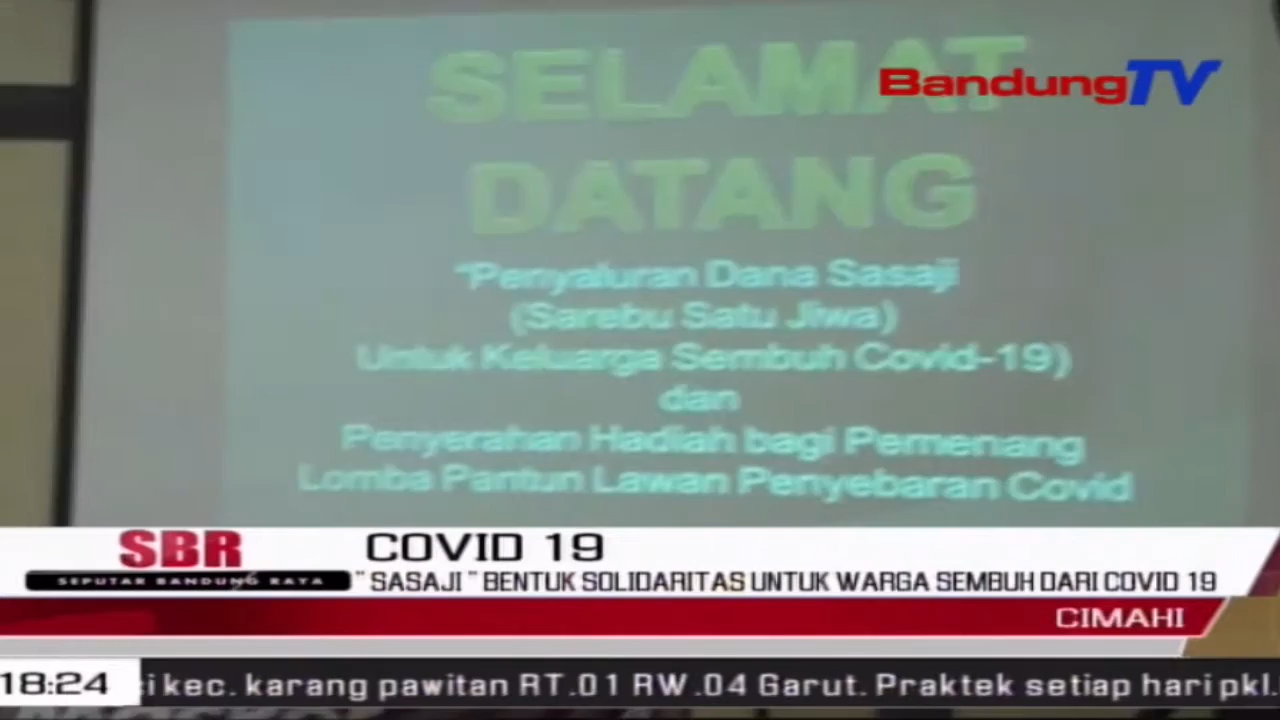 SELAMAT
BandungTV
DATANG
"Penyaluran Dana Sasaji
(Sarebu Satu Jiwa)
Untuk Keluarga Sembuh Covid-19)
dan
Penyerahan Hadiah bagi Pemenang
Lomba Pantun Lawan Penyebaran Covid
SBR
SEPUTAR BANDUNG RAYA
COVID 19
" SASAJI " BENTUK SOLIDARITAS UNTUK WARGA SEMBUH DARI COVID 19
CIMAHI
18:24
kec. karang pawitan RT.01 RW.04 Garut. Praktek setiap hari pkl.